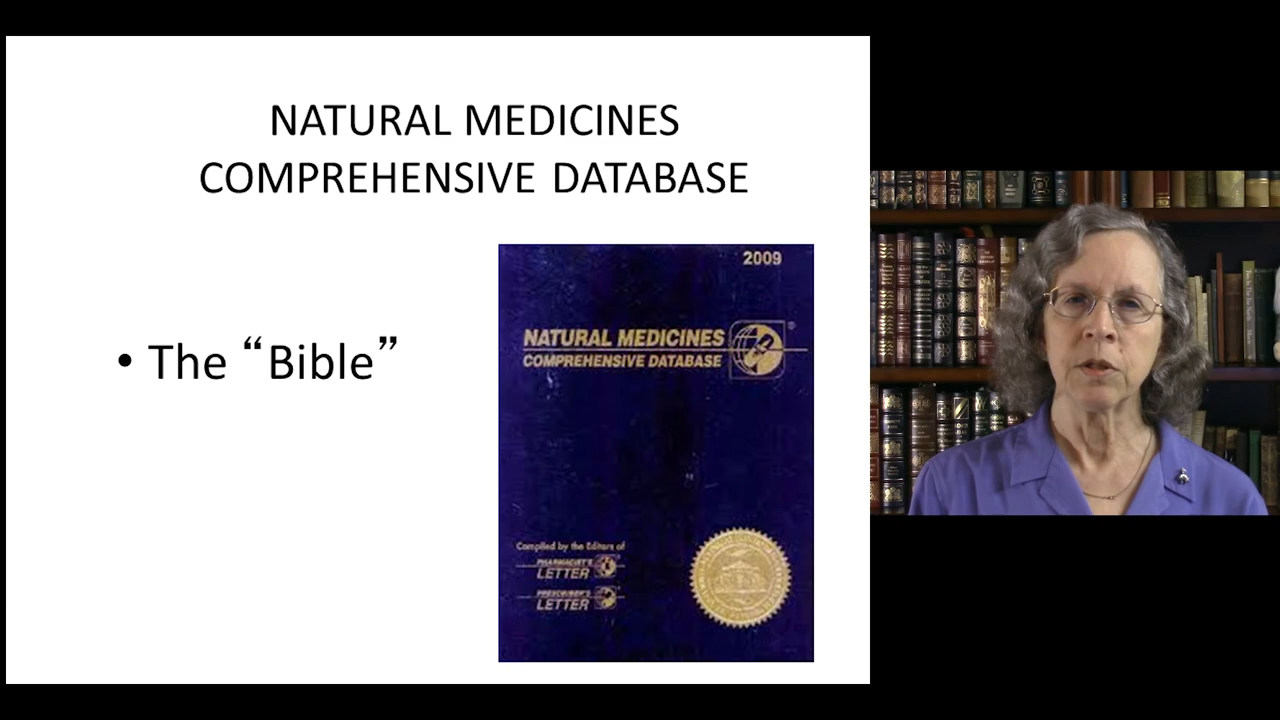 NATURAL MEDICINES
COMPREHENSIVE DATABASE
• The “Bible”
2009
NATURAL MEDICINES
COMPREHENSIVE DATABASE
Compiled by the Editors of
PHARMACIST'S
LETTER
PRESCRIBER'S
LETTER